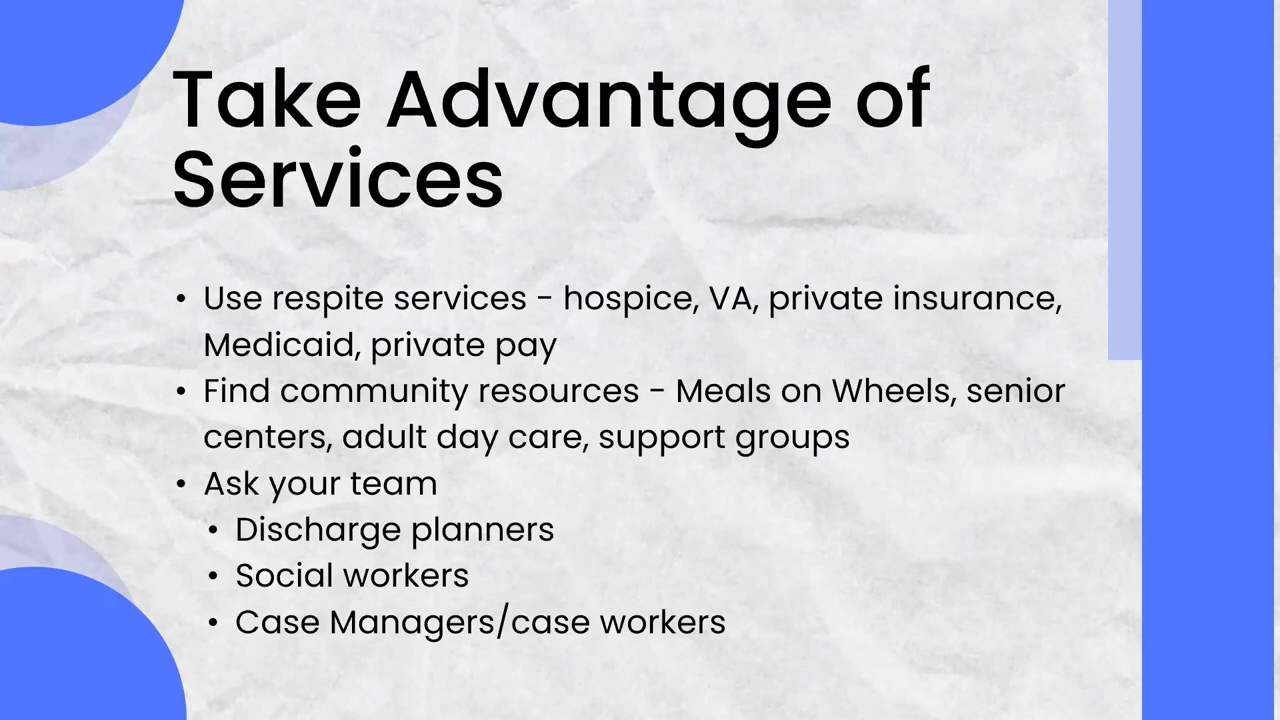 Take Advantage of
Services
• Use respite services - hospice, VA, private insurance,
Medicaid, private pay
• Find community resources - Meals on Wheels, senior
centers, adult day care, support groups
• Ask your team
• Discharge planners
• Social workers
• Case Managers/case workers